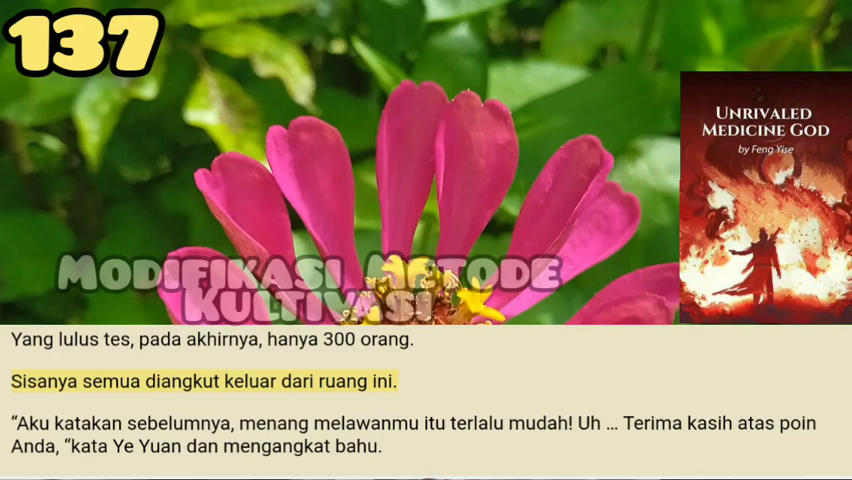 137
UNRIVALED
MEDICINE GOD
by Feng Yise
MODIFIKASI METODE
KULTIVASI
Yang lulus tes, pada akhirnya, hanya 300 orang.
Sisanya semua diangkut keluar dari ruang ini.
“Aku katakan sebelumnya, menang melawanmu itu terlalu mudah! Uh ... Terima kasih atas poin
Anda, “kata Ye Yuan dan mengangkat bahu.